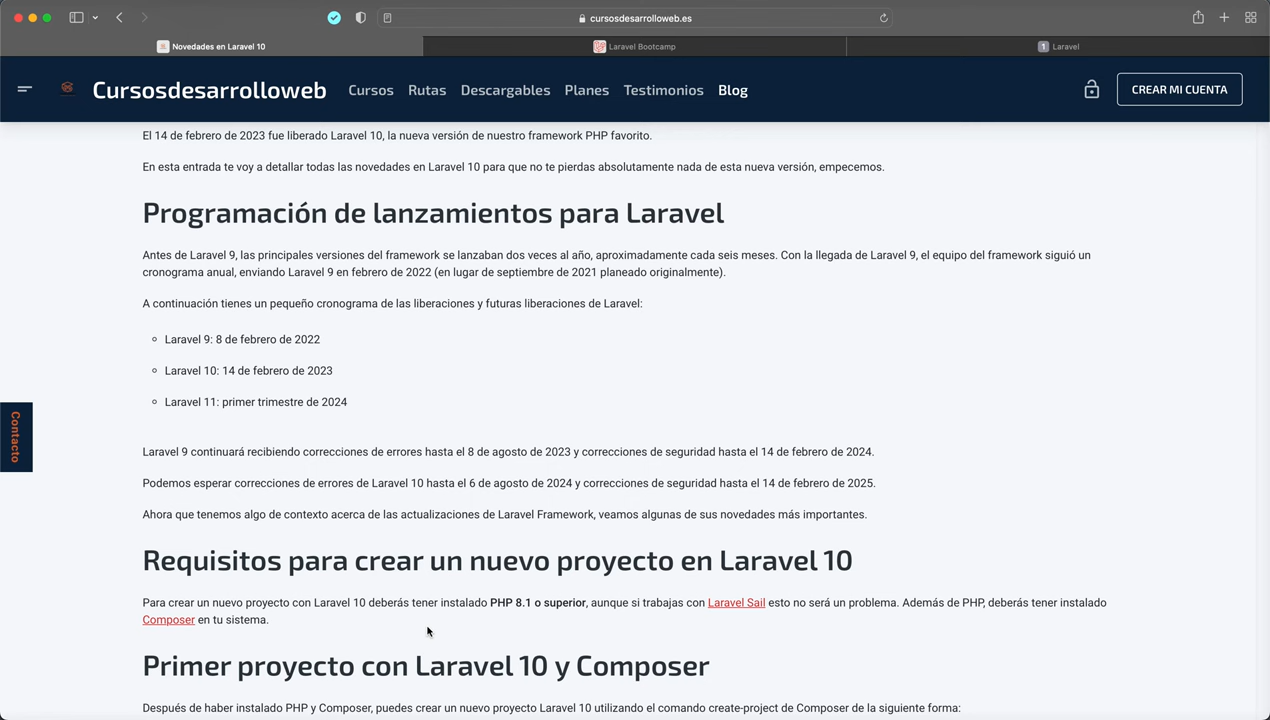 cursosdesarrolloweb.es
Novedades en Laravel 10
Laravel Bootcamp
1 Laravel
Cursosdesarrolloweb
Cursos Rutas Descargables Planes Testimonios Blog
CREAR MI CUENTA
El 14 de febrero de 2023 fue liberado Laravel 10, la nueva versión de nuestro framework PHP favorito.
En esta entrada te voy a detallar todas las novedades en Laravel 10 para que no te pierdas absolutamente nada de esta nueva versión, empecemos.
Programación de lanzamientos para Laravel
Antes de Laravel 9, las principales versiones del framework se lanzaban dos veces al año, aproximadamente cada seis meses. Con la llegada de Laravel 9, el equipo del framework siguió un
cronograma anual, enviando Laravel 9 en febrero de 2022 (en lugar de septiembre de 2021 planeado originalmente).
A continuación tienes un pequeño cronograma de las liberaciones y futuras liberaciones de Laravel:
Laravel 9: 8 de febrero de 2022
Laravel 10: 14 de febrero de 2023
Laravel 11: primer trimestre de 2024
Contacto
Laravel 9 continuará recibiendo correcciones de errores hasta el 8 de agosto de 2023 y correcciones de seguridad hasta el 14 de febrero de 2024.
Podemos esperar correcciones de errores de Laravel 10 hasta el 6 de agosto de 2024 y correcciones de seguridad hasta el 14 de febrero de 2025.
Ahora que tenemos algo de contexto acerca de las actualizaciones de Laravel Framework, veamos algunas de sus novedades más importantes.
Requisitos para crear un nuevo proyecto en Laravel 10
Para crear un nuevo proyecto con Laravel 10 deberás tener instalado PHP 8.1 o superior, aunque si trabajas con Laravel Sail esto no será un problema. Además de PHP, deberás tener instalado
Composer en tu sistema.
Primer proyecto con Laravel 10 y Composer
Después de haber instalado PHP y Composer, puedes crear un nuevo proyecto Laravel 10 utilizando el comando create-project de Composer de la siguiente forma: